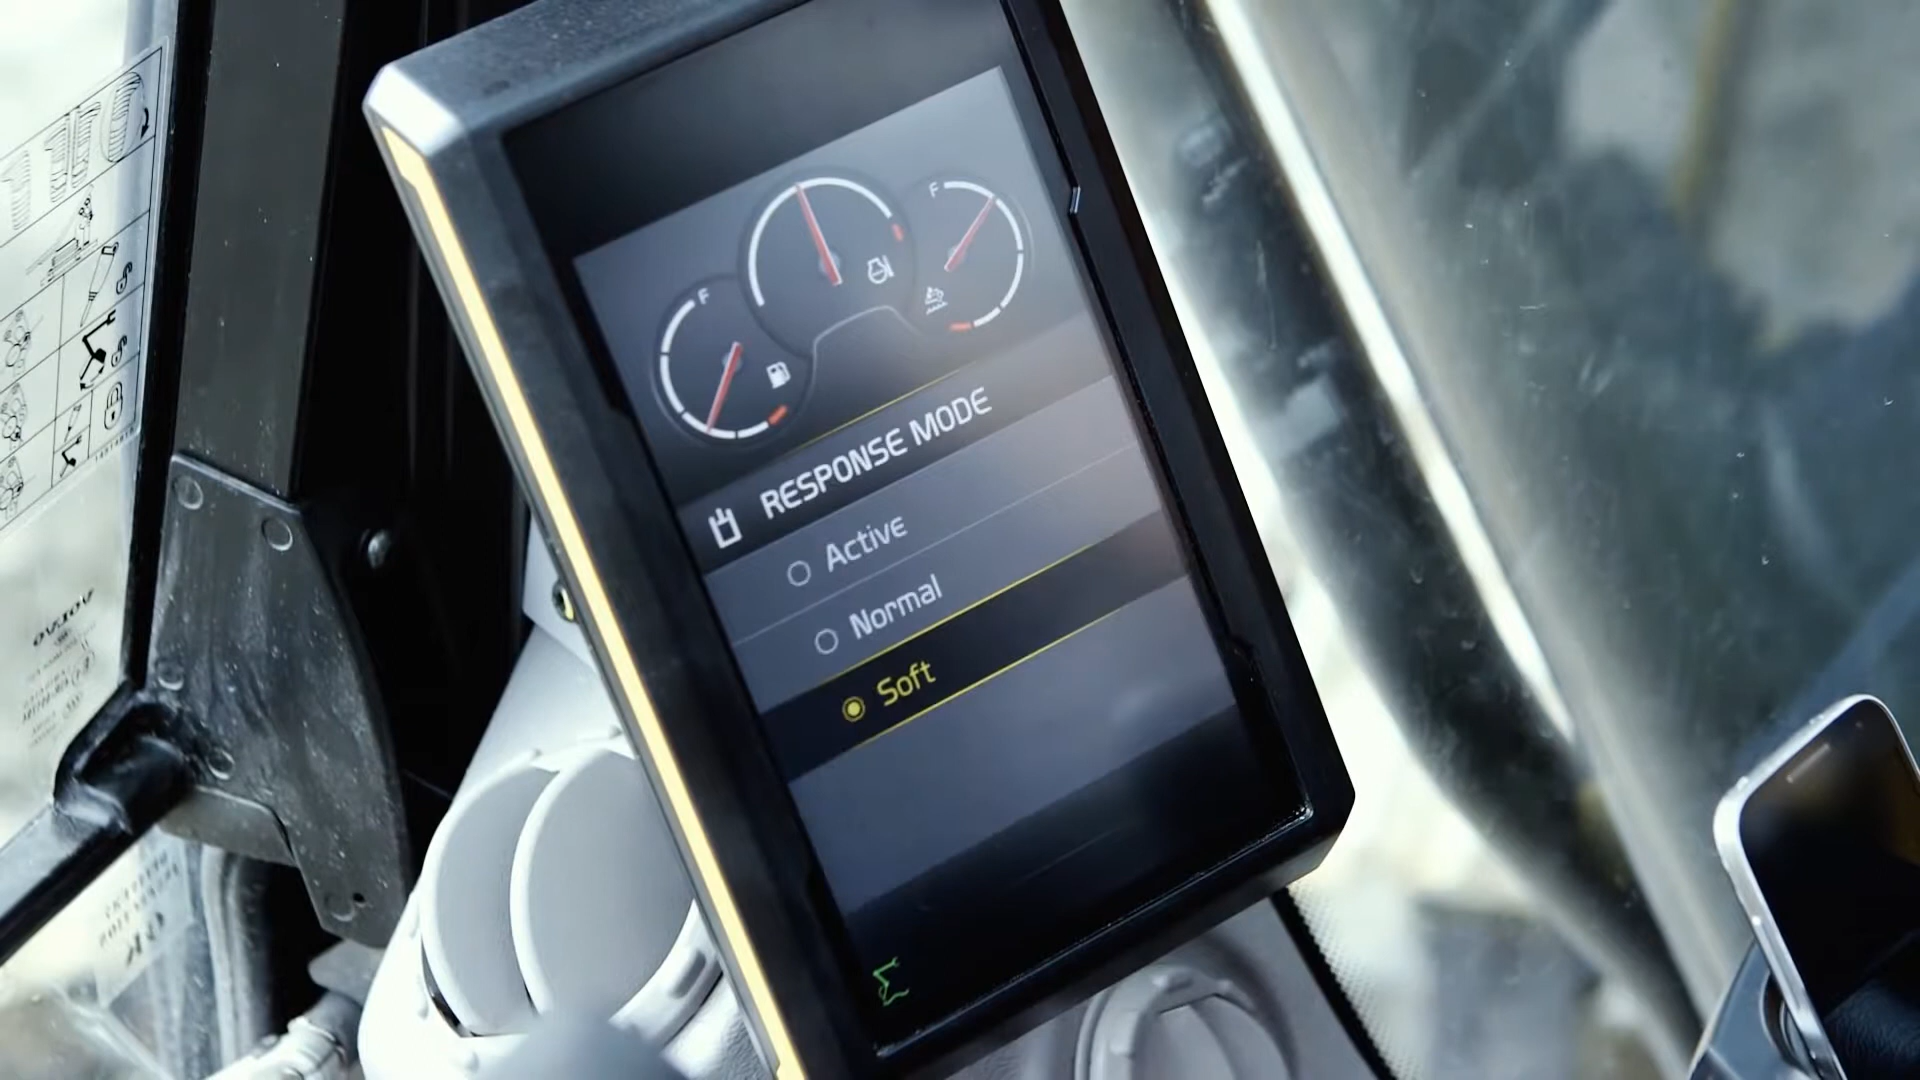 F
F
RESPONSE MODE
Active
Normal
Soft